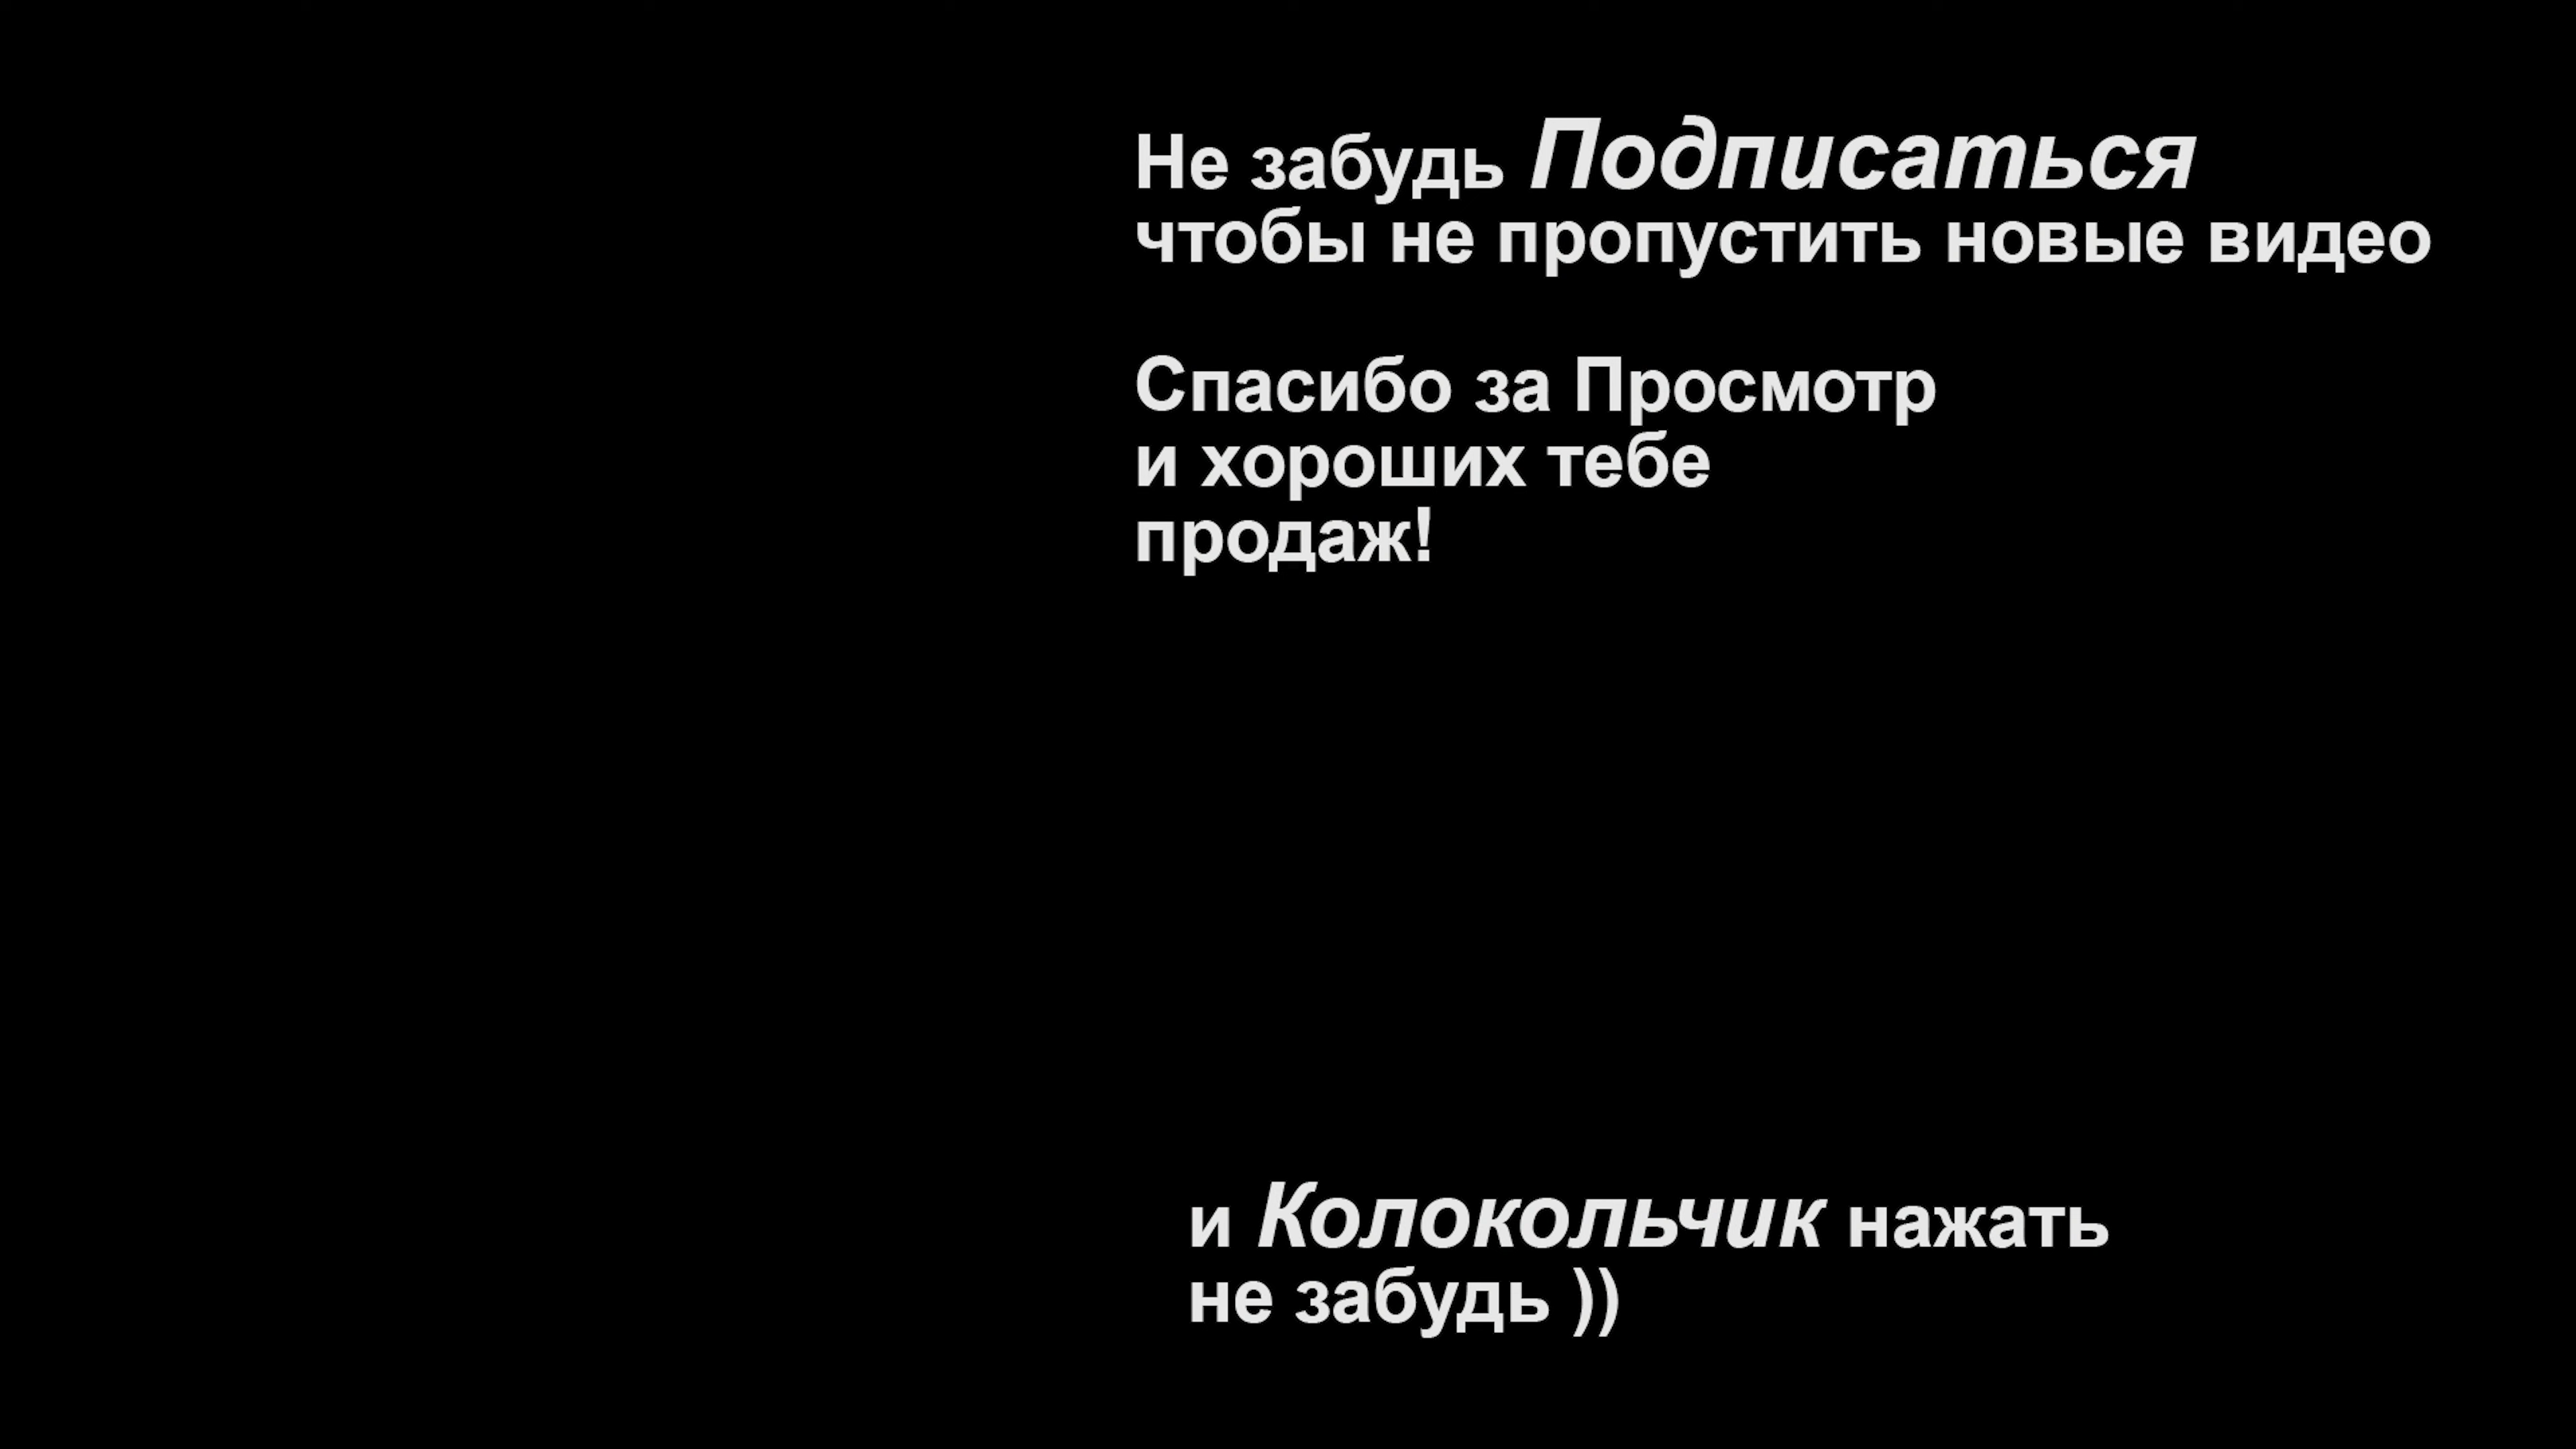 Не забудь Подписаться
чтобы не пропустить новые видео
Спасибо за Просмотр
и хороших тебе
продаж!
и Колокольчик нажать
не забудь ))